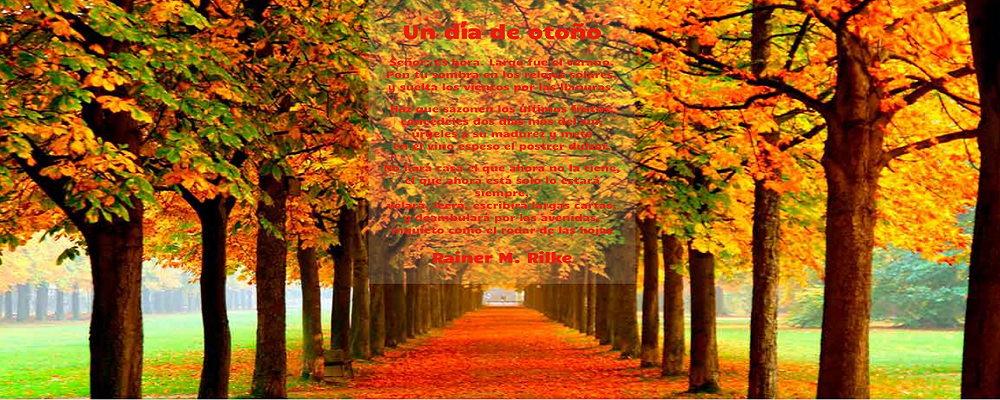 Un día de otoño
Señor: es hora. Largo fue el verano.
Pon tu sombra en los relojes solares,
y suelta los vientos por las llanuras.
Haz que sazonen los últimos frutos;
concédeles dos días más del sur,
úrgeles a su madurez y mete
en el vino espeso el postrer dulzor.
No hará casa el que ahora no la tiene,
el que ahora está solo lo estará
siempre,
velará, leerá, escribirá largas cartas,
y deambulará por las avenidas,
inquieto como el rodar de las hojas
Rainer M. Rilke